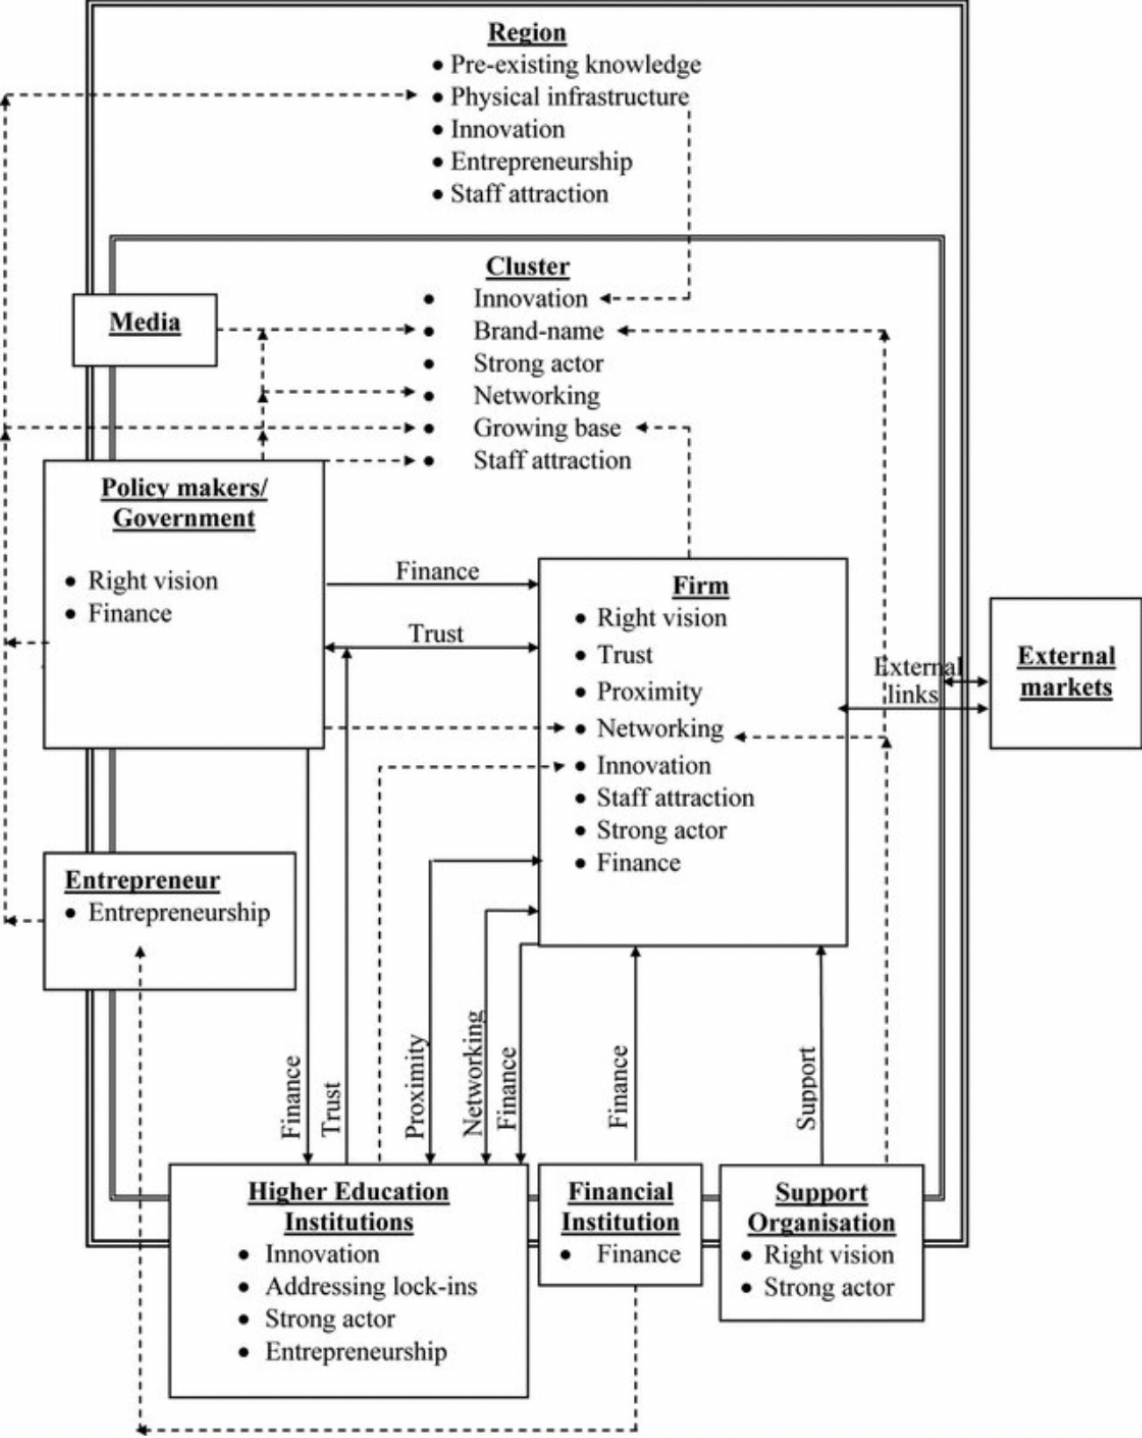 Region
• Pre-existing knowledge
• Physical infrastructure
• Innovation
• Entrepreneurship
• Staff attraction
Cluster
• Innovation
• Brand-name
• Strong actor
• Networking
• Growing base
• Staff attraction
Media
Policy makers/
Government
• Right vision
• Finance
Finance
Trust
Firm
• Right vision
• Trust
• Proximity
• Networking
• Innovation
• Staff attraction
• Strong actor
• Finance
External
links
External
markets
Entrepreneur
• Entrepreneurship
Finance
Trust
Proximity
Networking
Finance
Finance
Support
Higher Education
Institutions
• Innovation
• Addressing lock-ins
• Strong actor
• Entrepreneurship
Financial
Institution
• Finance
Support
Organisation
• Right vision
• Strong actor